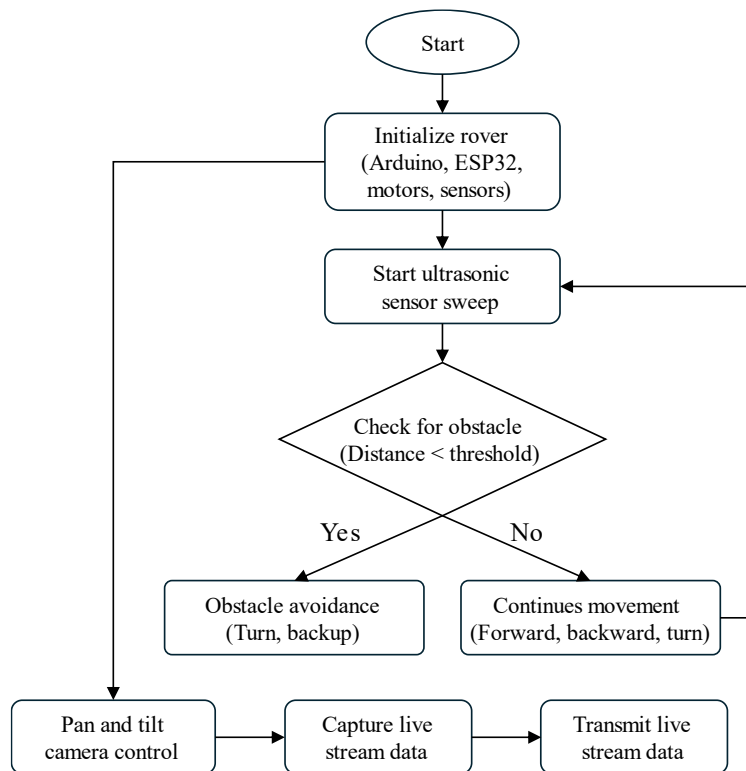 Start
Initialize rover
(Arduino, ESP32,
motors, sensors)
Start ultrasonic
sensor sweep
Check for obstacle
(Distance < threshold)
Yes
No
Obstacle avoidance
(Turn, backup)
Continues movement
(Forward, backward, turn)
Pan and tilt
camera control
Capture live
stream data
Transmit live
stream data